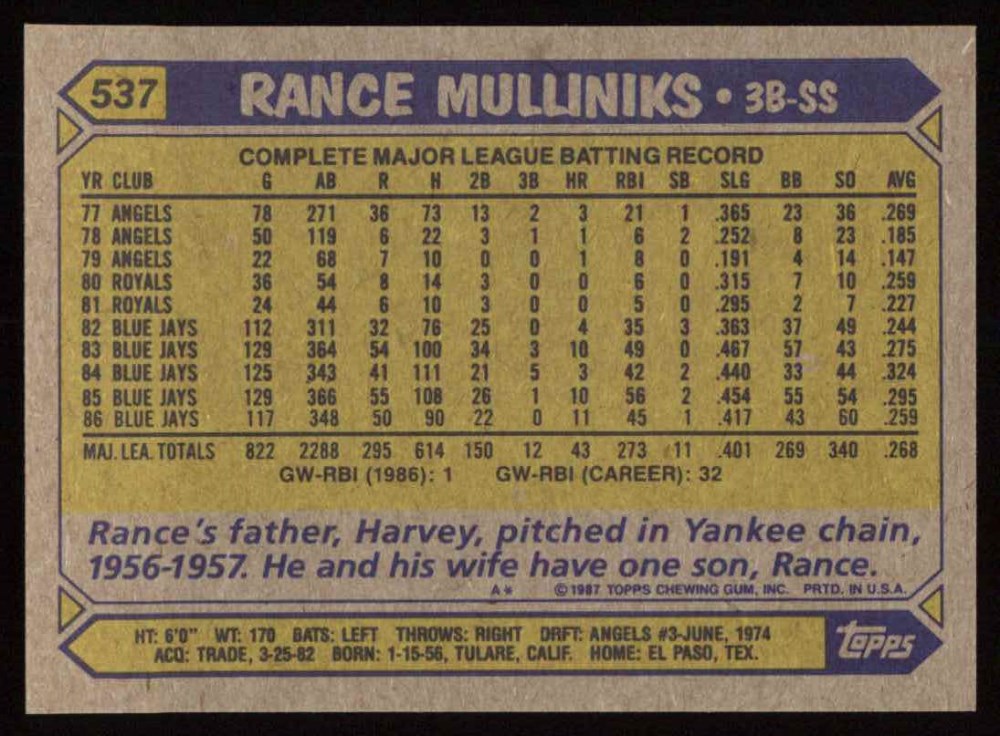 537 RANCE MULLINIKS • 3B-SS
COMPLETE MAJOR LEAGUE BATTING RECORD
YR CLUB G AB R H 2B 3B HR RBI SB SLG BB SO AVG
77 ANGELS 78 271 36 73 13 2 3 21 1 .365 23 36 .269
78 ANGELS 50 119 6 22 3 1 1 6 2 .252 8 23 .185
79 ANGELS 22 68 7 10 0 0 1 8 0 .191 4 14 .147
80 ROYALS 36 54 8 14 3 0 0 6 0 .315 7 10 .259
81 ROYALS 24 44 6 10 3 0 0 5 0 .295 2 7 .227
82 BLUE JAYS 112 311 32 76 25 0 4 35 3 .363 37 49 .244
83 BLUE JAYS 129 364 54 100 34 3 10 49 0 .467 57 43 .275
84 BLUE JAYS 125 343 41 111 21 5 3 42 2 .440 33 44 .324
85 BLUE JAYS 129 366 55 108 26 1 10 56 2 .454 55 54 .295
86 BLUE JAYS 117 348 50 90 22 0 11 45 1 .417 43 60 .259
MAJ. LEA. TOTALS 822 2288 295 614 150 12 43 273 11 .401 269 340 .268
GW-RBI (1986): 1 GW-RBI (CAREER): 32
Rance's father, Harvey, pitched in Yankee chain,
1956-1957. He and his wife have one son, Rance.
A* ©1987 TOPPS CHEWING GUM, INC. PRTD. IN U.S.A.
HT: 6'0" WT: 170 BATS: LEFT THROWS: RIGHT DRFT: ANGELS #3-JUNE, 1974
ACQ: TRADE, 3-25-82 BORN: 1-15-56, TULARE, CALIF. HOME: EL PASO, TEX.
Topps